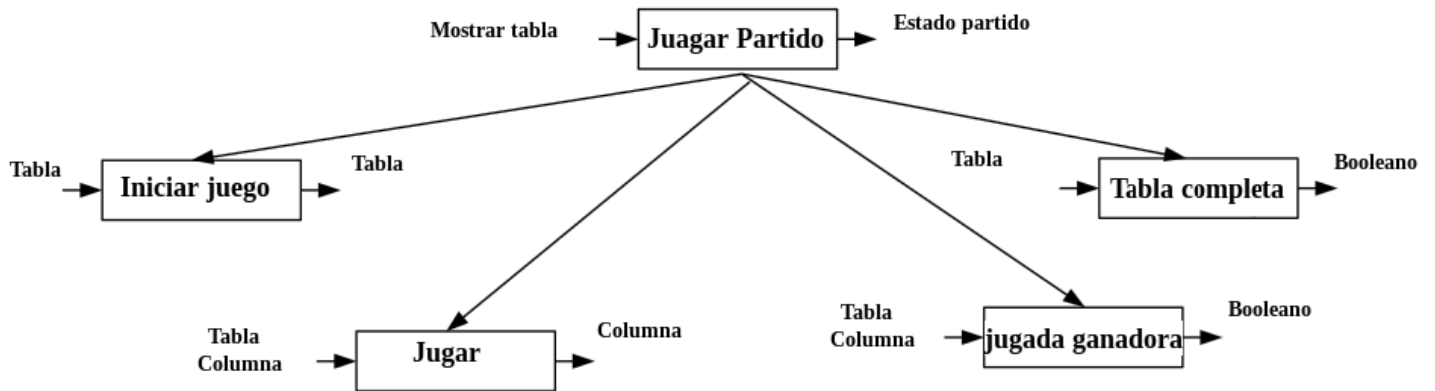 Mostrar tabla
Juagar Partido
Estado partido
Tabla
Iniciar juego
Tabla
Tabla
Tabla completa
Booleano
Tabla
Columna
Jugar
Columna
Tabla
Columna
jugada ganadora
Booleano